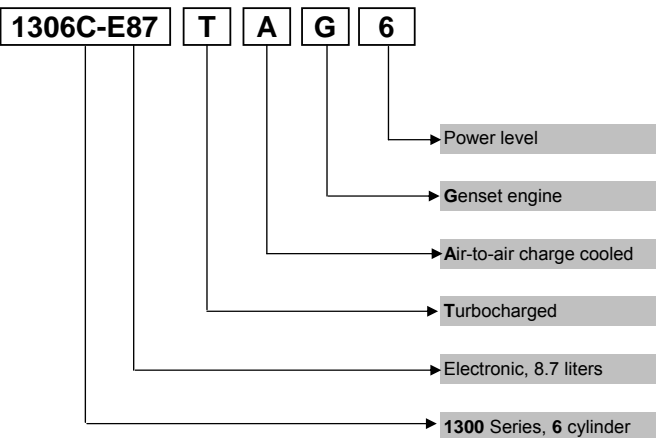 1306C-E87 T A G 6
Power level
Genset engine
Air-to-air charge cooled
Turbocharged
Electronic, 8.7 liters
1300 Series, 6 cylinder